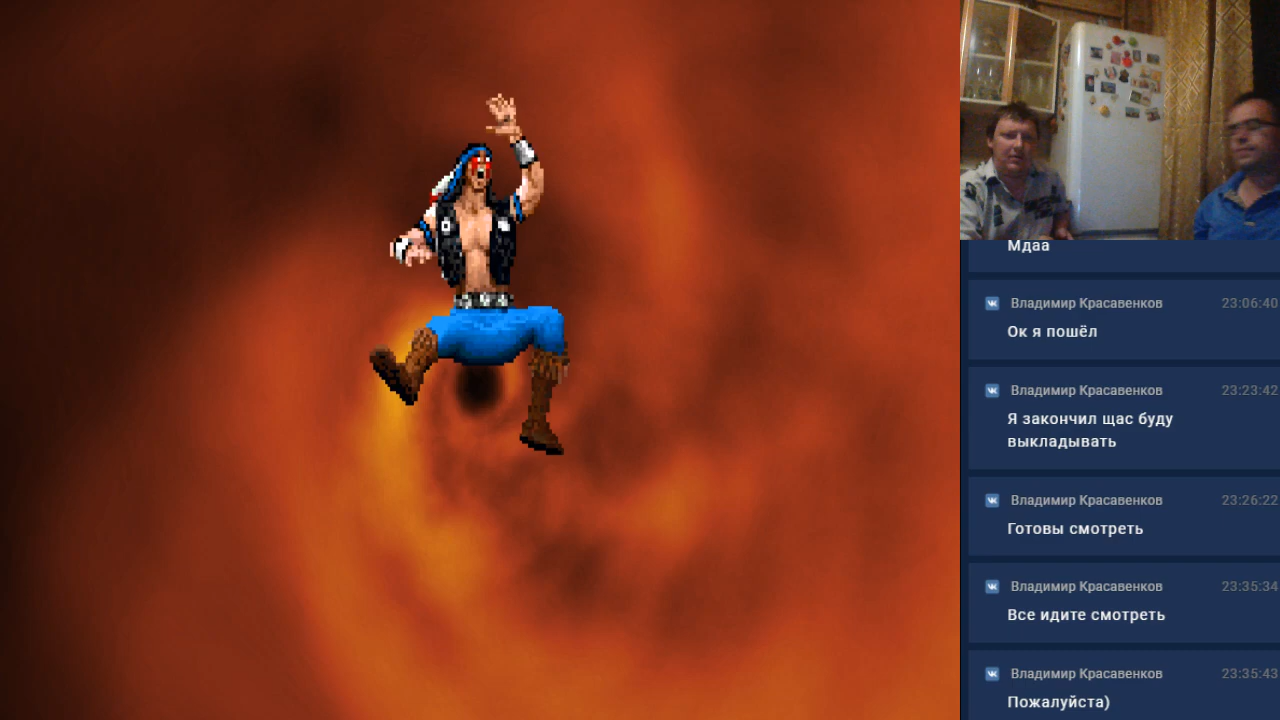 Мдаа
Владимир Красавенков 23:06:40
Ок я пошёл
Владимир Красавенков 23:23:42
Я закончил щас буду
выкладывать
Владимир Красавенков 23:26:22
Готовы смотреть
Владимир Красавенков 23:35:34
Все идите смотреть
Владимир Красавенков 23:35:43
Пожалуйста)